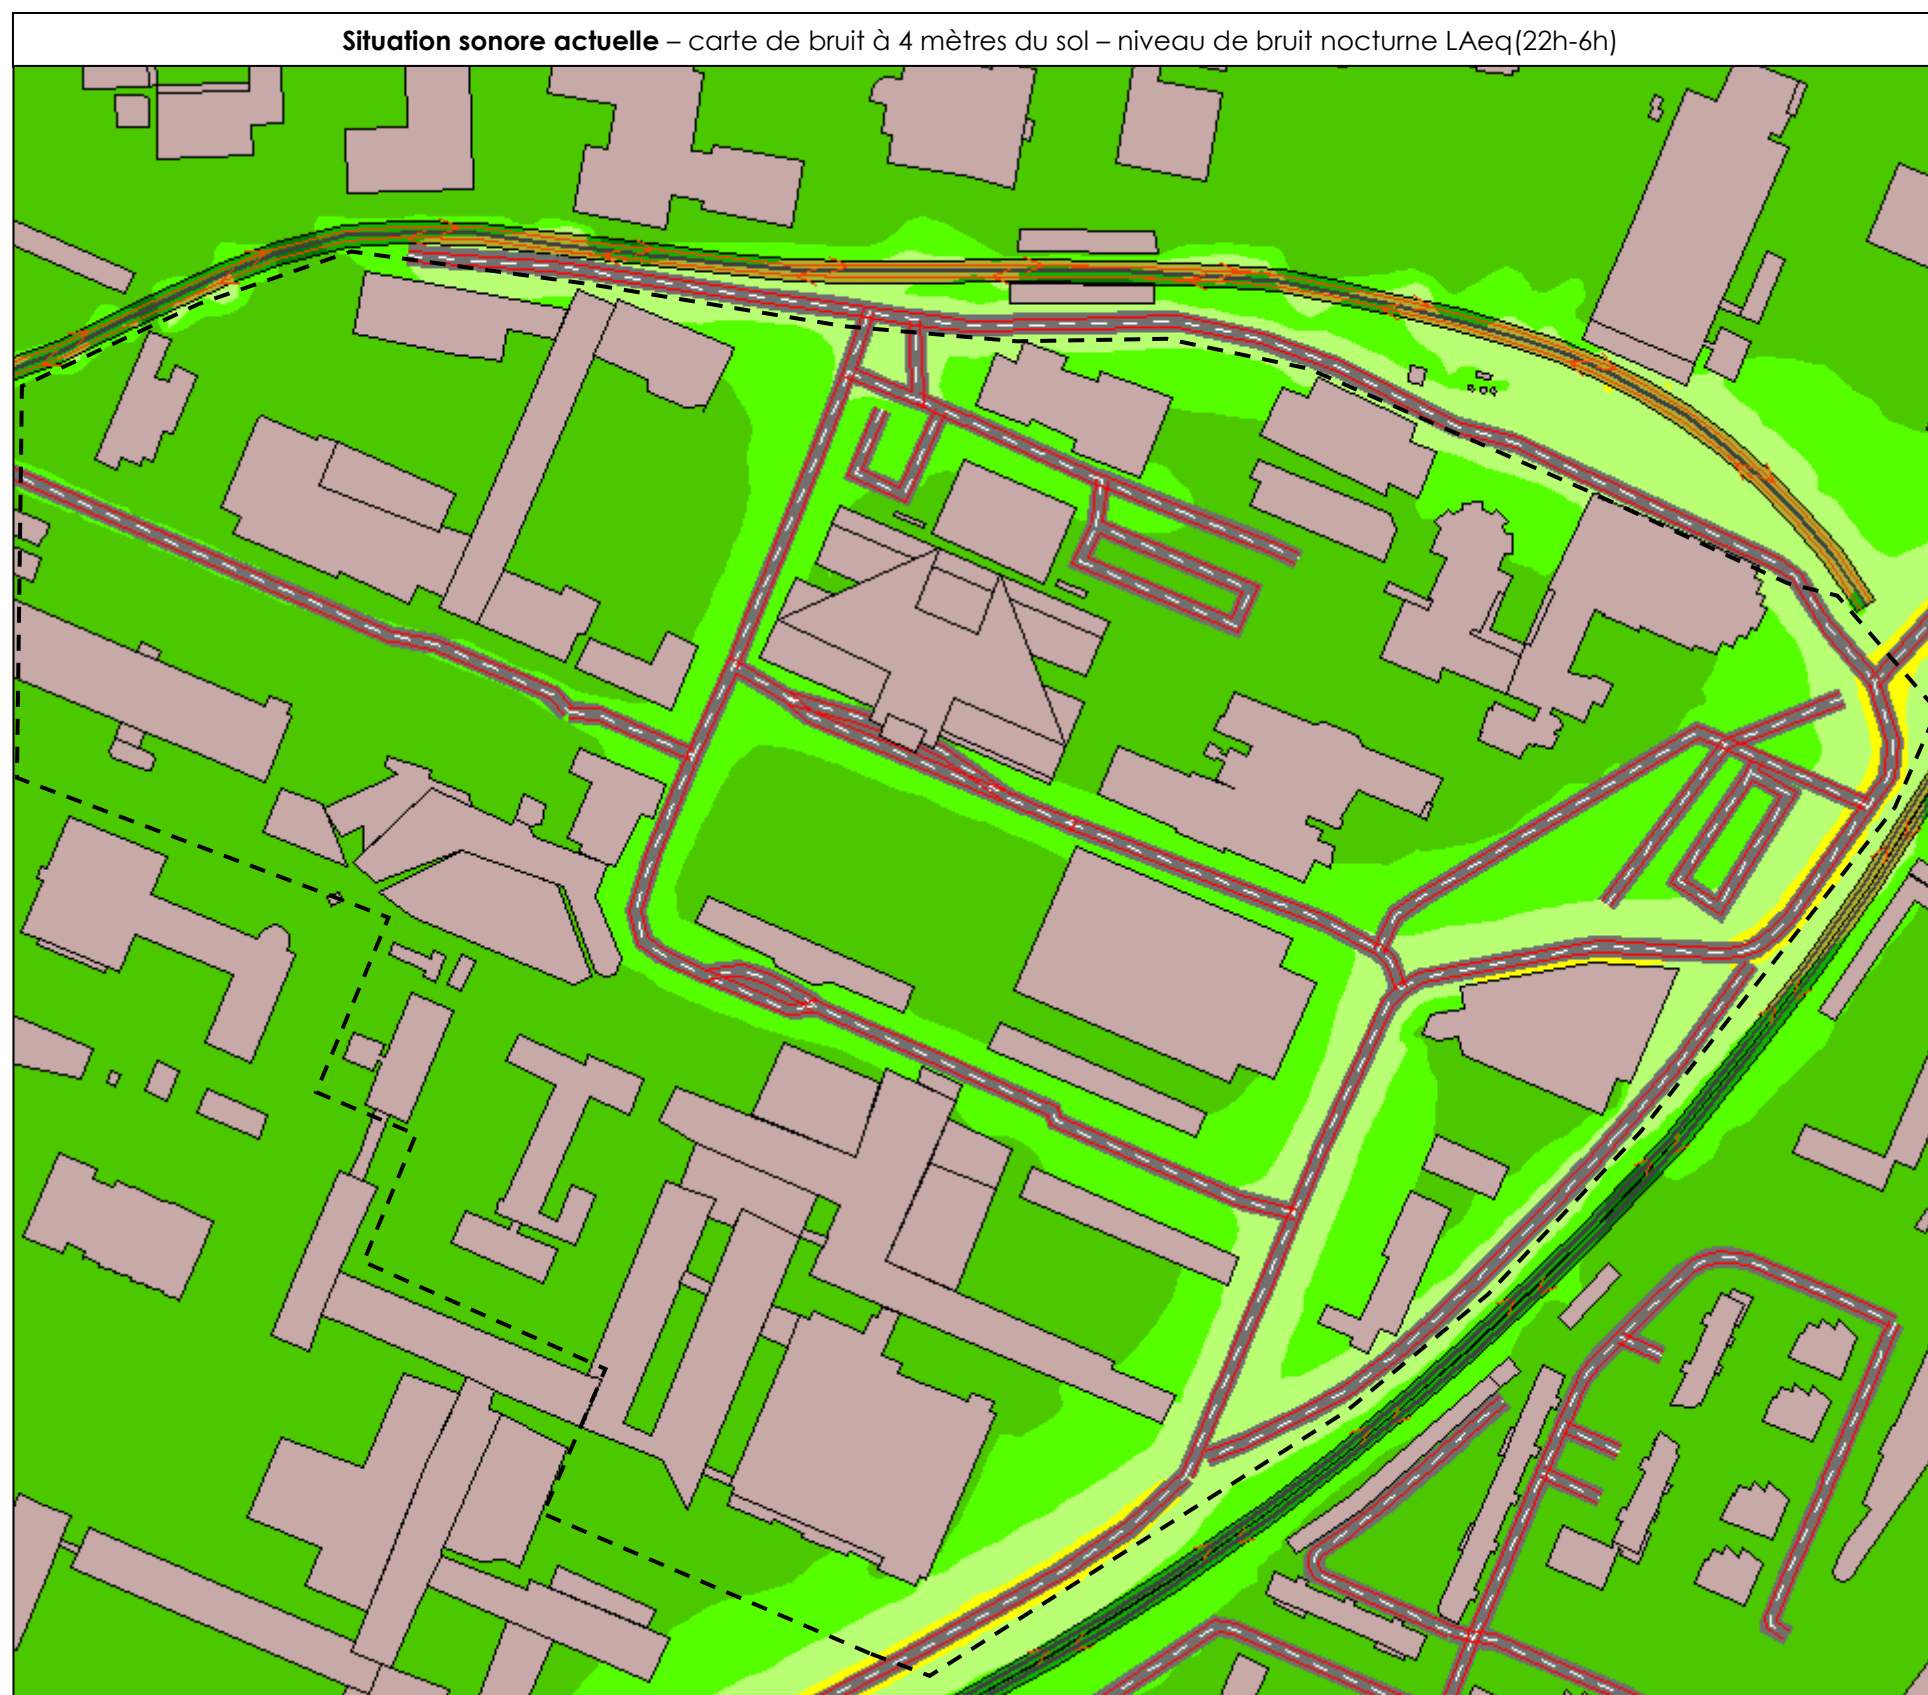 Situation sonore actuelle – carte de bruit à 4 mètres du sol – niveau de bruit nocturne LAeq(22h-6h)